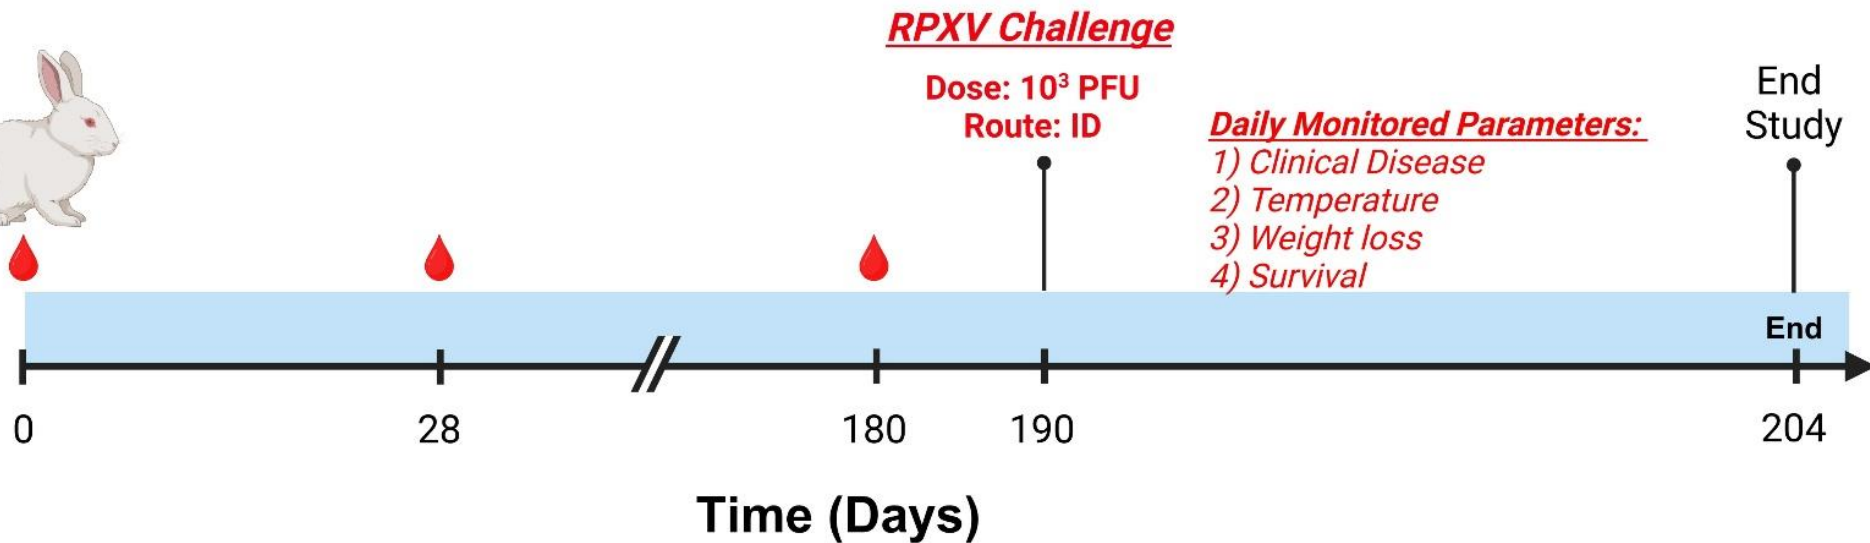 RPXV Challenge
Dose: 10³ PFU
Route: ID
Daily Monitored Parameters:
1) Clinical Disease
2) Temperature
3) Weight loss
4) Survival
End
Study
End
0
28
180
190
204
Time (Days)